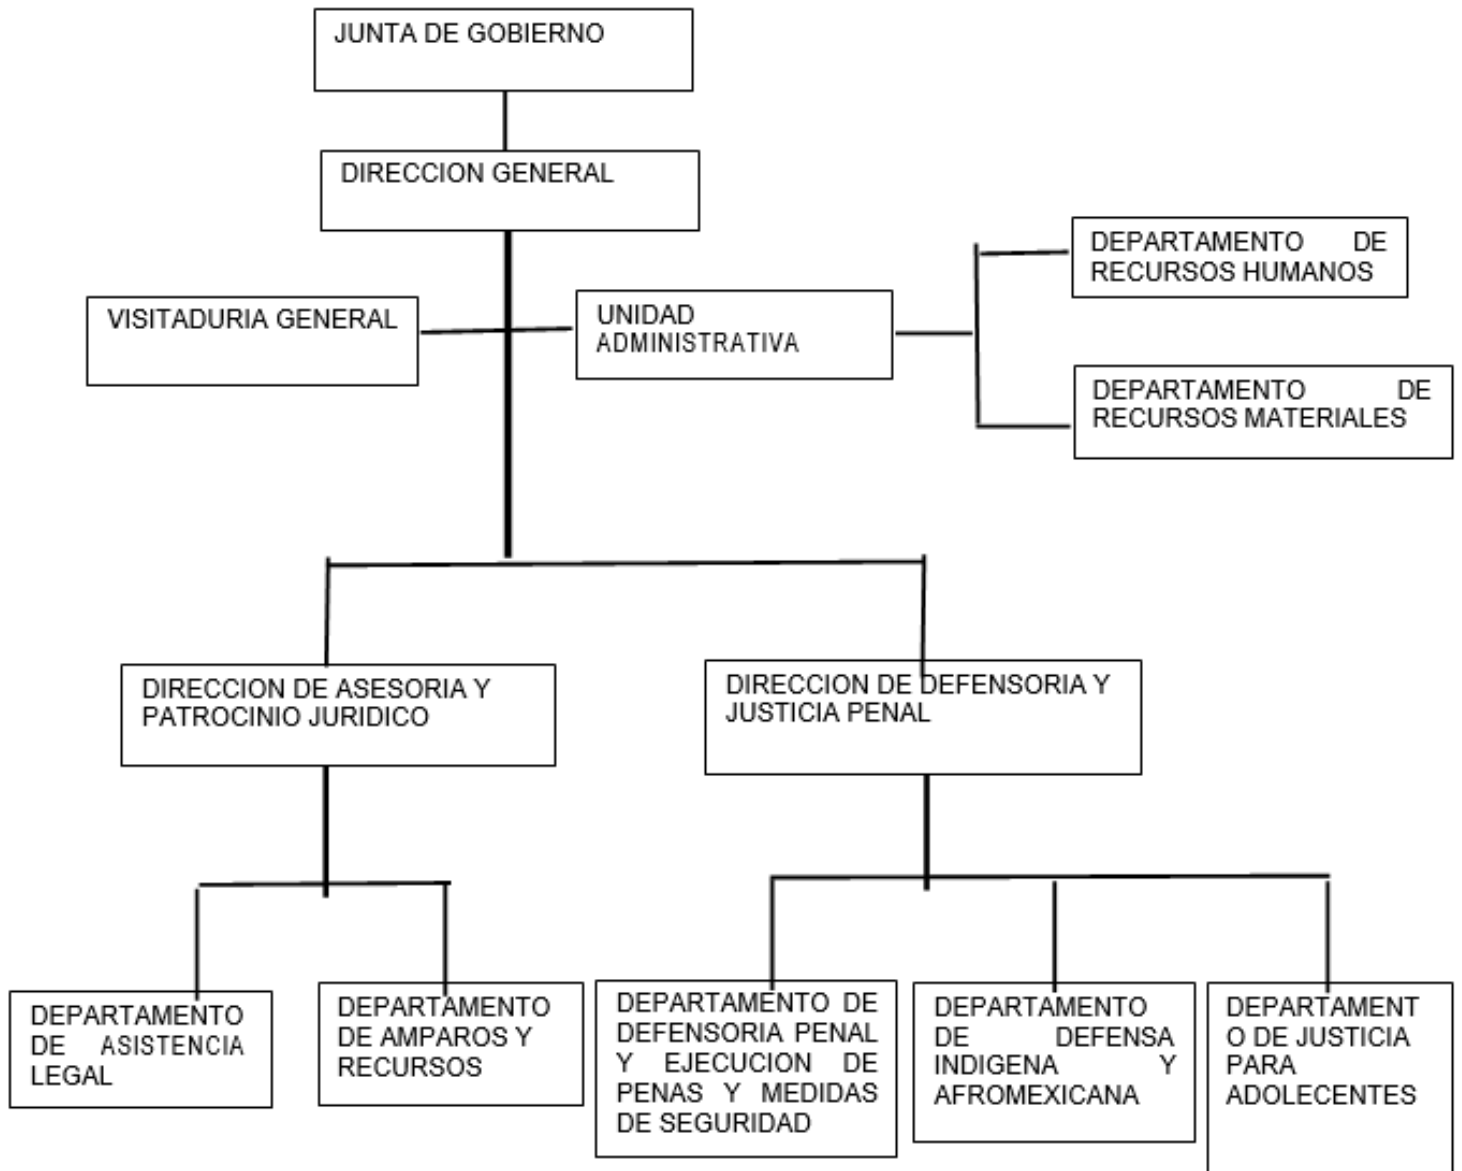 JUNTA DE GOBIERNO
DIRECCION GENERAL
VISITADURIA GENERAL
UNIDAD
ADMINISTRATIVA
DEPARTAMENTO DE
RECURSOS HUMANOS
DEPARTAMENTO DE
RECURSOS MATERIALES
DIRECCION DE ASESORIA Y
PATROCINIO JURIDICO
DIRECCION DE DEFENSORIA Y
JUSTICIA PENAL
DEPARTAMENTO
DE ASISTENCIA
LEGAL
DEPARTAMENTO
DE AMPAROS Y
RECURSOS
DEPARTAMENTO DE
DEFENSORIA PENAL
Y EJECUCION DE
PENAS Y MEDIDAS
DE SEGURIDAD
DEPARTAMENTO
DE DEFENSA
INDIGENA Y
AFROMEXICANA
DEPARTAMENT
O DE JUSTICIA
PARA
ADOLECENTES